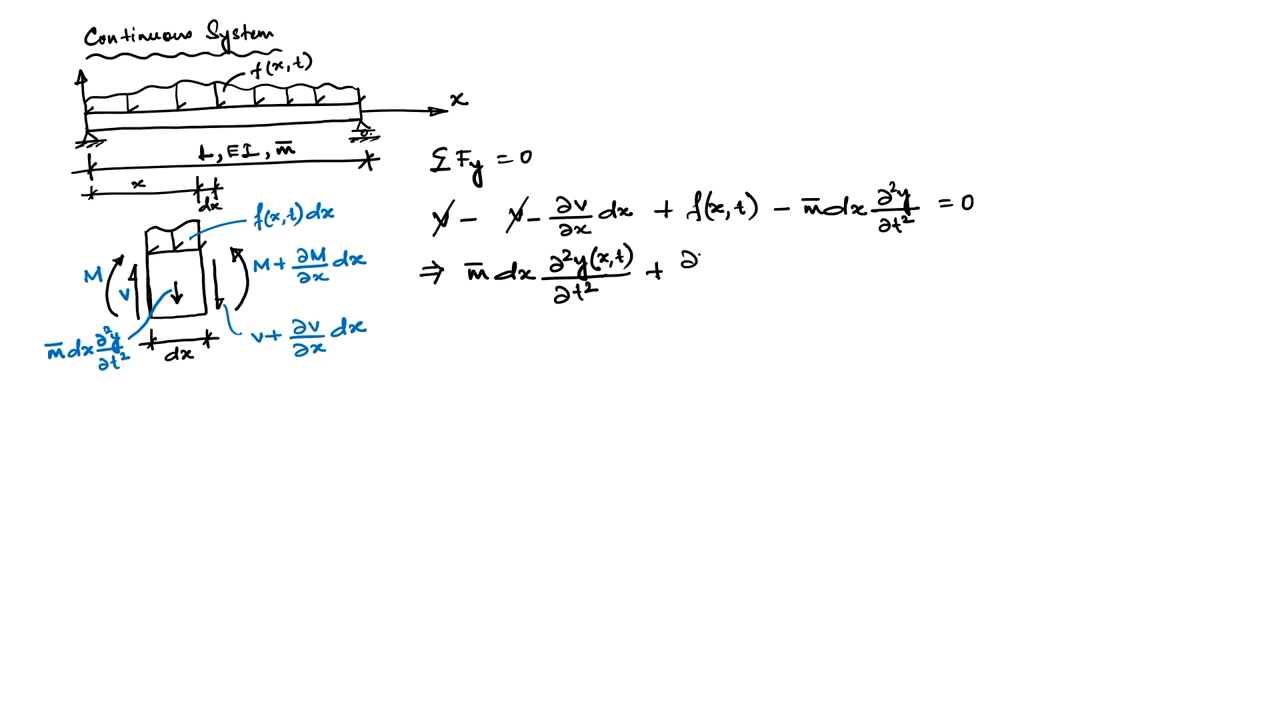 Continuous System
f(x,t)
x
L, EI, m̅
x
dx
f(x,t) dx
M
V
M + ∂M/∂x dx
m̅ dx ∂²y/∂t²
dx
V + ∂V/∂x dx
Σ Fy = 0
V - V - ∂V/∂x dx + f(x,t) - m̅ dx ∂²y/∂t² = 0
⇒ m̅ dx ∂²y(x,t)/∂t² + ∂